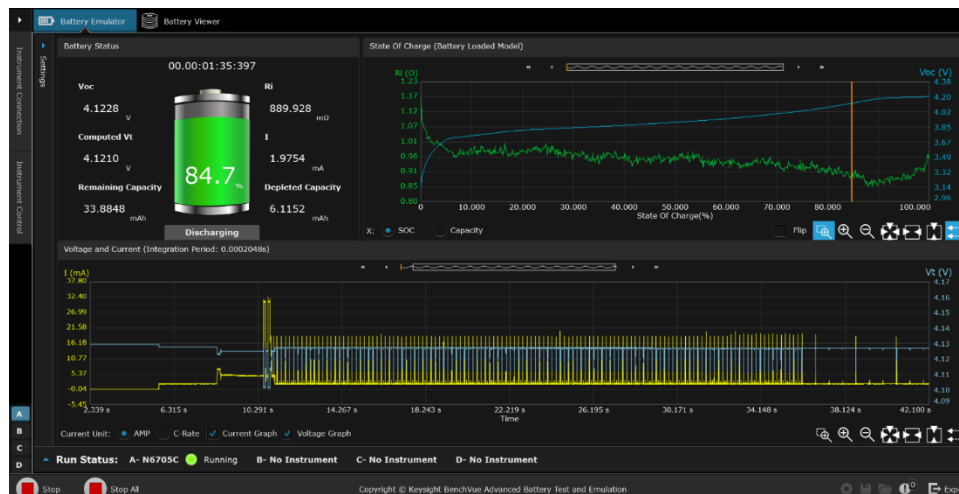 Battery Emulator
Battery Viewer
Instrument Connection
Instrument Control
Settings
Battery Status
00.00:01:35:397
Voc
4.1228
V
Ri
889.928
mΩ
Computed Vt
4.1210
V
I
1.9754
mA
84.7 %
Remaining Capacity
33.8848
mAh
Depleted Capacity
6.1152
mAh
Discharging
State Of Charge (Battery Loaded Model)
Ri (Ω)
1.23
1.17
1.12
1.07
1.01
0.96
0.91
0.85
0.80
Voc (V)
4.38
4.20
4.02
3.85
3.67
3.49
3.32
3.14
2.96
0 10.000 20.000 30.000 40.000 50.000 60.000 70.000 80.000 100.000
State Of Charge(%)
X: SOC Capacity
Flip
Voltage and Current (Integration Period: 0.0002048s)
I (mA)
37.80
32.40
26.99
21.58
16.18
10.77
5.37
-0.04
-5.45
Vt (V)
4.17
4.16
4.15
4.14
4.13
4.12
4.11
4.10
4.09
2.339 s 6.315 s 10.291 s 14.267 s 18.243 s 22.219 s 26.195 s 30.171 s 34.148 s 38.124 s 42.100 s
Time
Current Unit: AMP C-Rate Current Graph Voltage Graph
A
B
C
D
Run Status: A- N6705C Running B- No Instrument C- No Instrument D- No Instrument
Stop
Stop All
Copyright © Keysight BenchVue Advanced Battery Test and Emulation
0
Expo